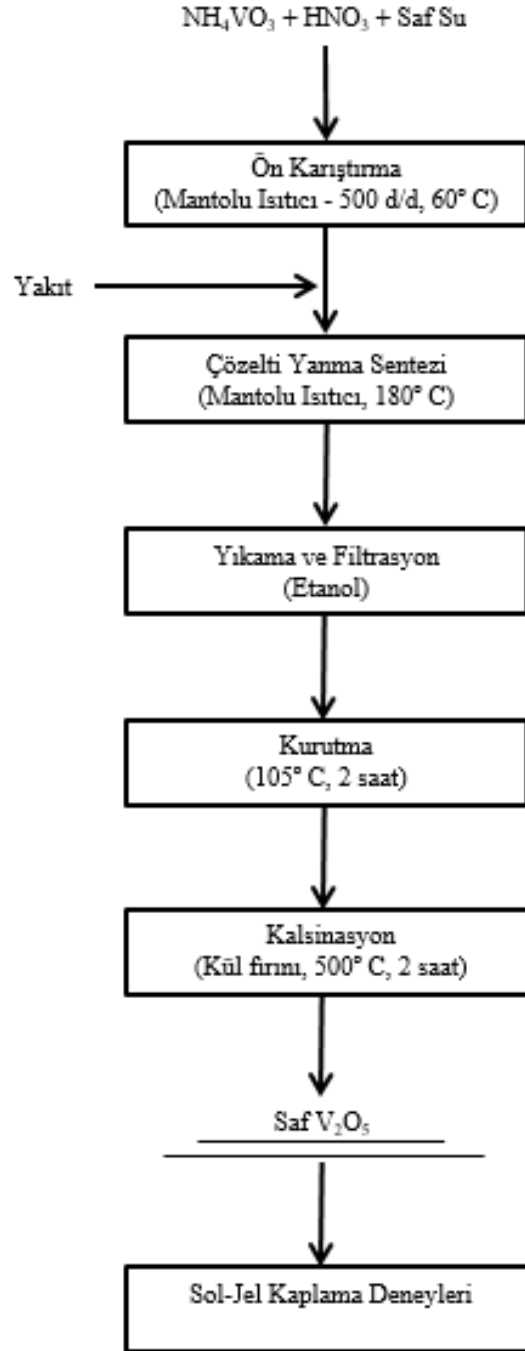 NH₄VO₃ + HNO₃ + Saf Su
Ön Karıştırma
(Mantolu Isıtıcı - 500 d/d, 60° C)
Yakıt
Çözelti Yanma Sentezi
(Mantolu Isıtıcı, 180° C)
Yıkama ve Filtrasyon
(Etanol)
Kurutma
(105° C, 2 saat)
Kalsinasyon
(Kül fırını, 500° C, 2 saat)
Saf V₂O₅
Sol-Jel Kaplama Deneyleri